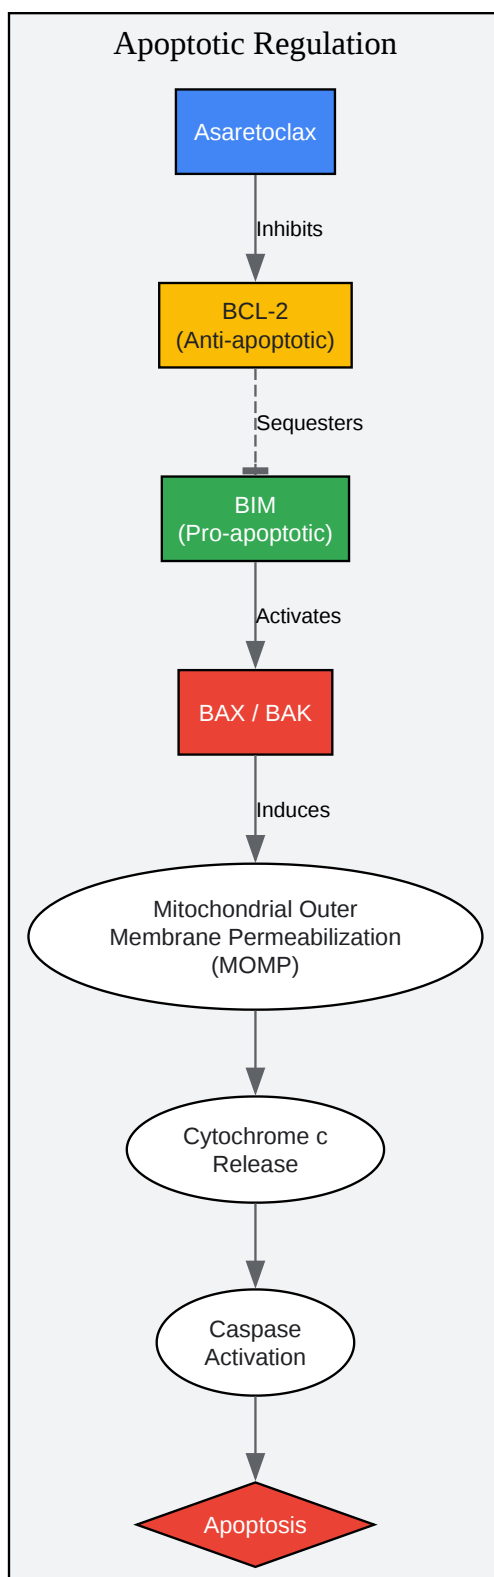 Apoptotic Regulation
Asaretoclax
Inhibits
BCL-2
(Anti-apoptotic)
Sequesters
BIM
(Pro-apoptotic)
Activates
BAX / BAK
Induces
Mitochondrial Outer
Membrane Permeabilization
(MOMP)
Cytochrome c
Release
Caspase
Activation
Apoptosis